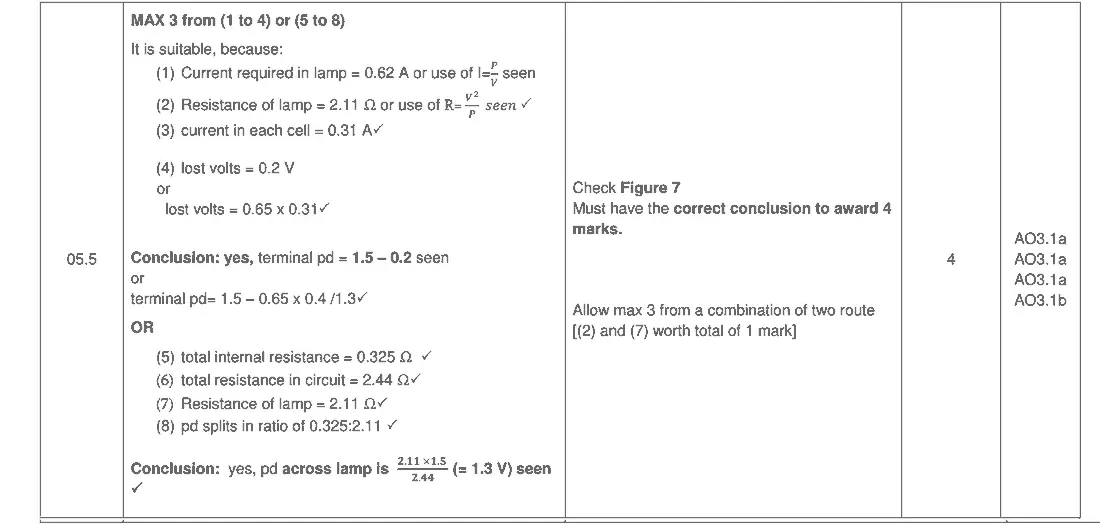 MAX 3 from (1 to 4) or (5 to 8)
It is suitable, because:
(1) Current required in lamp = 0.62 A or use of I=P/V seen
(2) Resistance of lamp = 2.11 Ω or use of R=V²/P seen ✓
(3) current in each cell = 0.31 A✓
(4) lost volts = 0.2 V
or
lost volts = 0.65 x 0.31✓
Conclusion: yes, terminal pd = 1.5 – 0.2 seen
or
terminal pd= 1.5 – 0.65 x 0.4 /1.3✓
OR
(5) total internal resistance = 0.325 Ω ✓
(6) total resistance in circuit = 2.44 Ω✓
(7) Resistance of lamp = 2.11 Ω✓
(8) pd splits in ratio of 0.325:2.11 ✓
Conclusion: yes, pd across lamp is 2.11 ×1.5/2.44 (= 1.3 V) seen
✓
05.5
Check Figure 7
Must have the correct conclusion to award 4
marks.
Allow max 3 from a combination of two route
[(2) and (7) worth total of 1 mark]
4
AO3.1a
AO3.1a
AO3.1a
AO3.1b